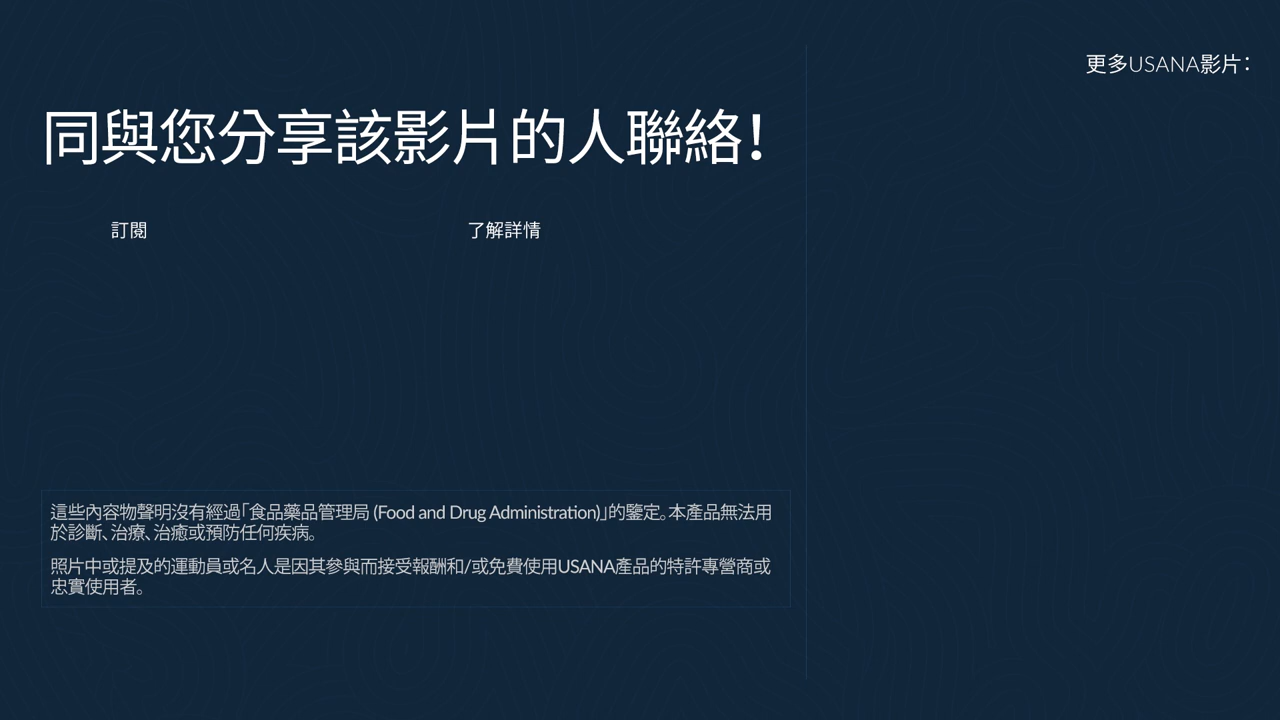 更多USANA影片：
同與您分享該影片的人聯絡！
訂閱
了解詳情
這些內容物聲明沒有經過「食品藥品管理局 (Food and Drug Administration)」的鑒定。本產品無法用
於診斷、治療、治癒或預防任何疾病。
照片中或提及的運動員或名人是因其參與而接受報酬和/或免費使用USANA產品的特許專營商或
忠實使用者。